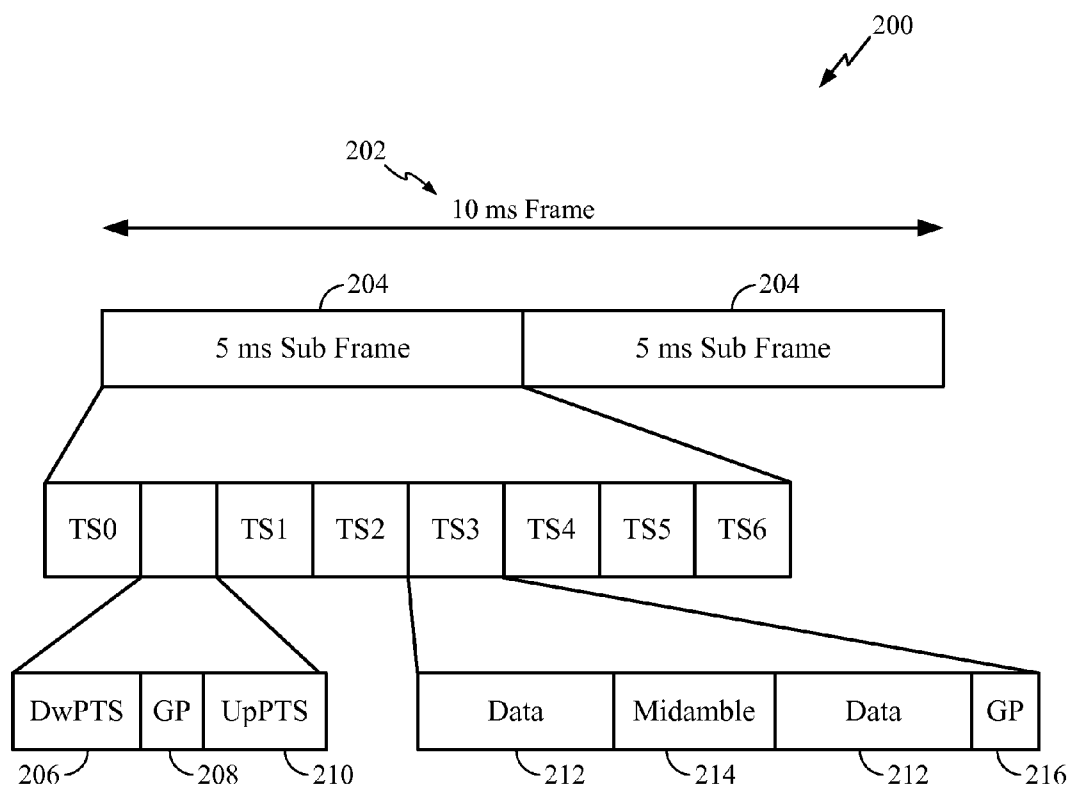 200
202
10 ms Frame
204 204
5 ms Sub Frame 5 ms Sub Frame
TS0 TS1 TS2 TS3 TS4 TS5 TS6
DwPTS GP UpPTS Data Midamble Data GP
206 208 210 212 214 212 216